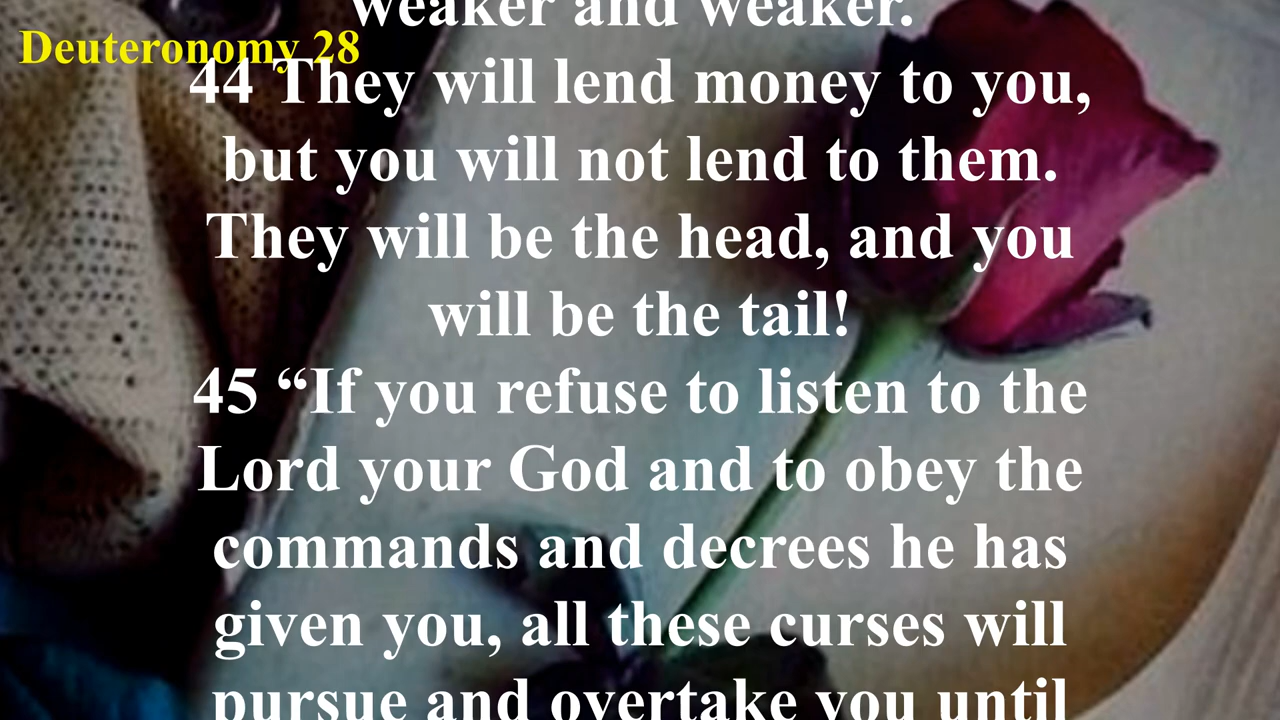 weaker and weaker.
Deuteronomy 28
44 They will lend money to you,
but you will not lend to them.
They will be the head, and you
will be the tail!
45 “If you refuse to listen to the
Lord your God and to obey the
commands and decrees he has
given you, all these curses will
pursue and overtake you until